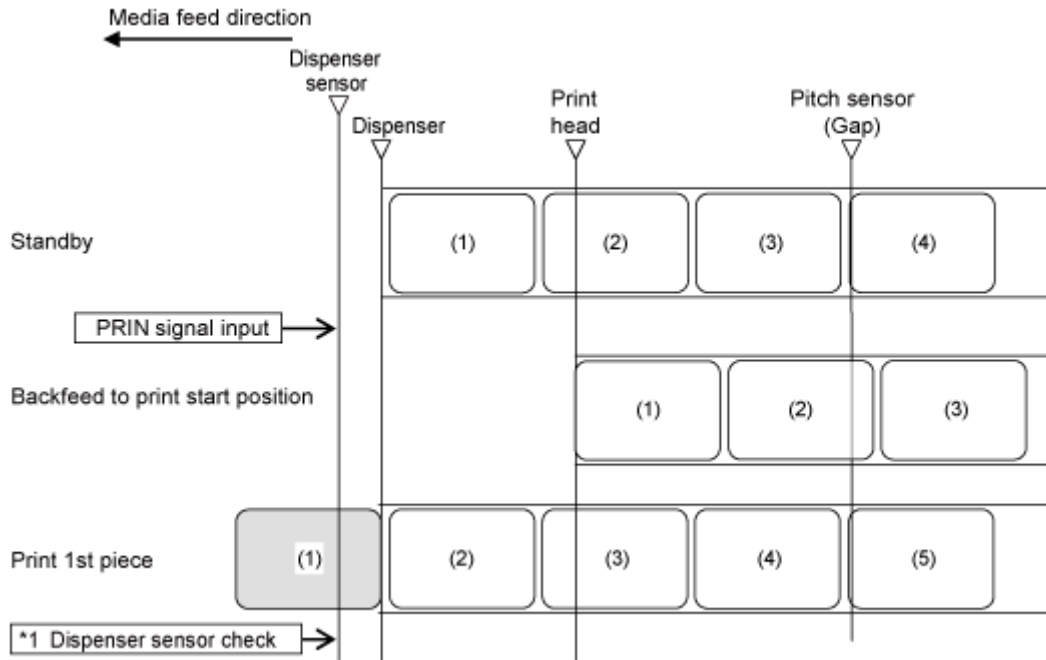 Media feed direction
Dispenser
sensor
Dispenser
Print
head
Pitch sensor
(Gap)
Standby
(1)
(2)
(3)
(4)
PRIN signal input
Backfeed to print start position
(1)
(2)
(3)
Print 1st piece
(1)
(2)
(3)
(4)
(5)
*1 Dispenser sensor check